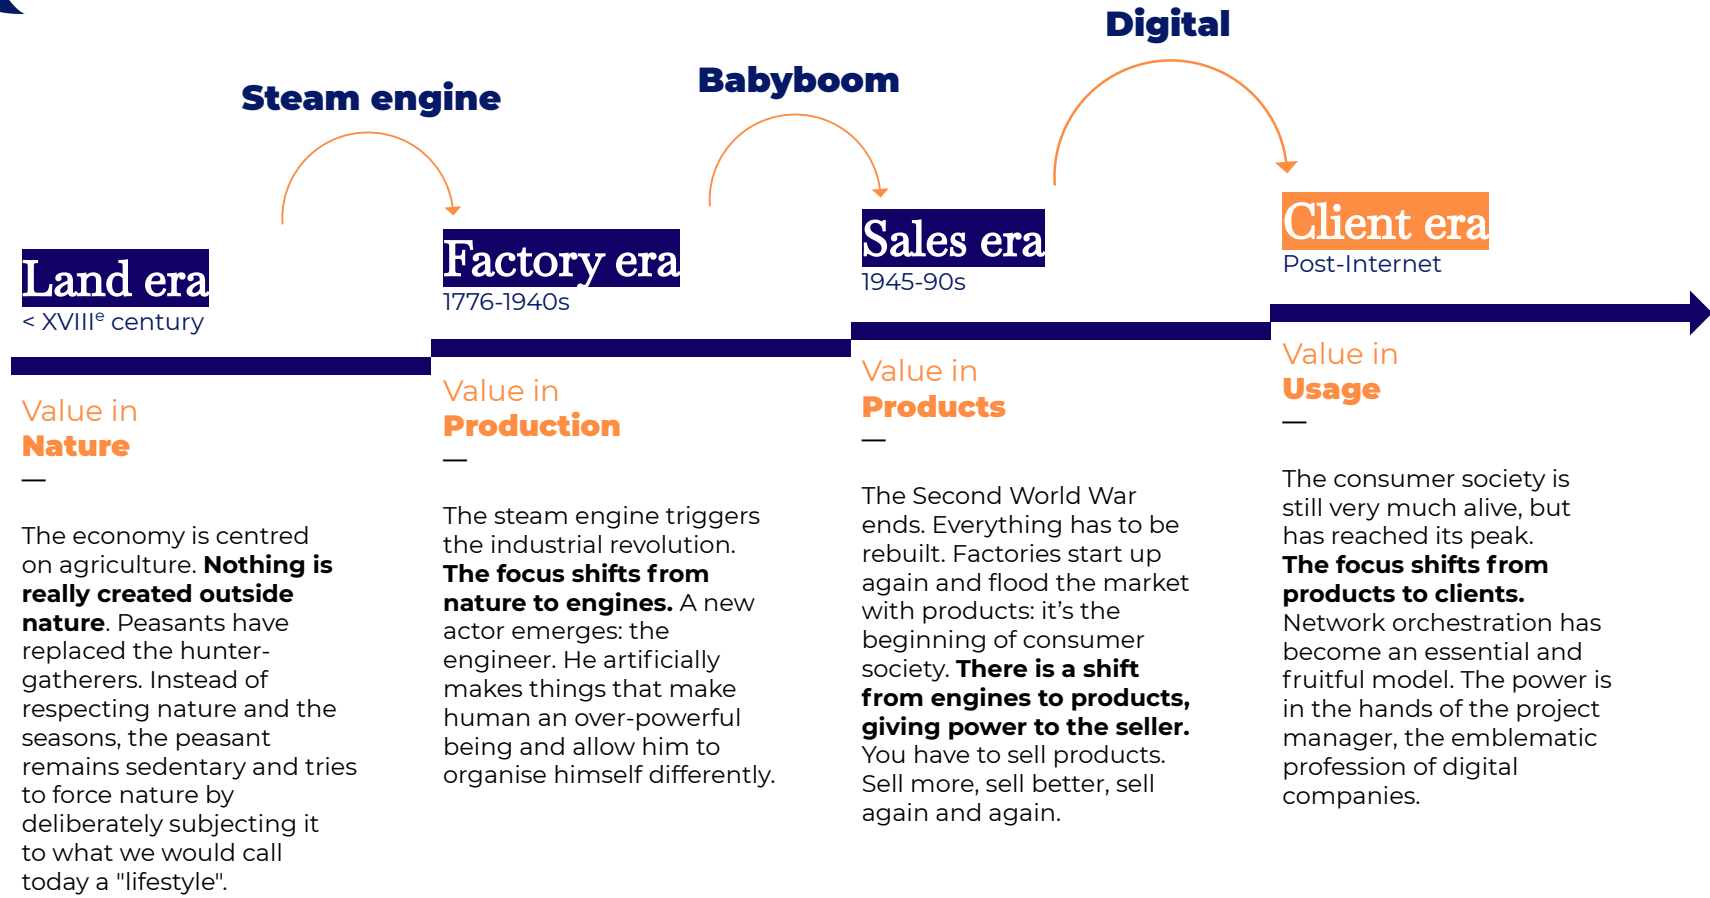 Steam engine
Babyboom
Digital
Land era
< XVIIIᵉ century
Value in
Nature
—
The economy is centred
on agriculture. Nothing is
really created outside
nature. Peasants have
replaced the hunter-
gatherers. Instead of
respecting nature and the
seasons, the peasant
remains sedentary and tries
to force nature by
deliberately subjecting it
to what we would call
today a "lifestyle".
Factory era
1776-1940s
Value in
Production
—
The steam engine triggers
the industrial revolution.
The focus shifts from
nature to engines. A new
actor emerges: the
engineer. He artificially
makes things that make
human an over-powerful
being and allow him to
organise himself differently.
Sales era
1945-90s
Value in
Products
—
The Second World War
ends. Everything has to be
rebuilt. Factories start up
again and flood the market
with products: it’s the
beginning of consumer
society. There is a shift
from engines to products,
giving power to the seller.
You have to sell products.
Sell more, sell better, sell
again and again.
Client era
Post-Internet
Value in
Usage
—
The consumer society is
still very much alive, but
has reached its peak.
The focus shifts from
products to clients.
Network orchestration has
become an essential and
fruitful model. The power is
in the hands of the project
manager, the emblematic
profession of digital
companies.